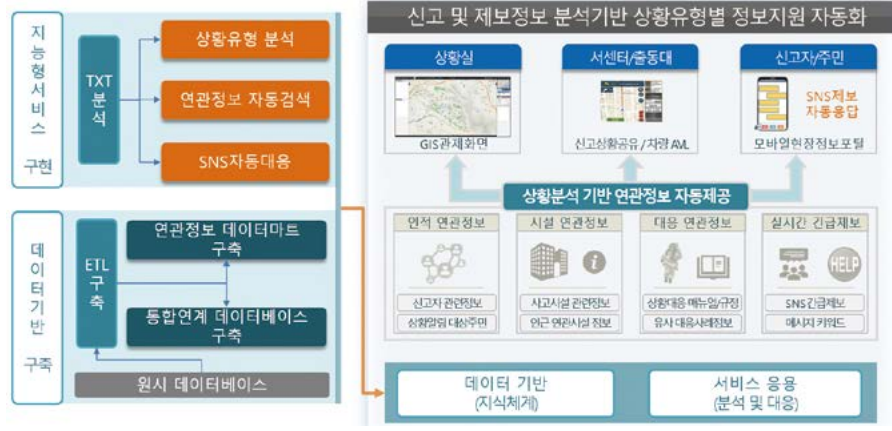 지능형서비스 구현
TXT 분석
상황유형 분석
연관정보 자동검색
SNS자동대응
데이터기반 구축
ETL 구축
연관정보 데이터마트
구축
통합연계 데이터베이스
구축
원시 데이터베이스
신고 및 제보정보 분석기반 상황유형별 정보지원 자동화
상황실
GIS관제화면
서센터/출동대
신고상황공유 / 차량 AVL
신고자/주민
SNS제보
자동응답
모바일현장정보포털
상황분석 기반 연관정보 자동제공
인적 연관정보
신고자 관련정보
상황알림 대상주민
시설 연관정보
사고시설 관련정보
인근 연관시설 정보
대응 연관정보
상황대응 매뉴얼/규정
유사 대응사례정보
실시간 긴급제보
HELP
SNS 긴급제보
메시지 키워드
데이터 기반
(지식체계)
서비스 응용
(분석 및 대응)